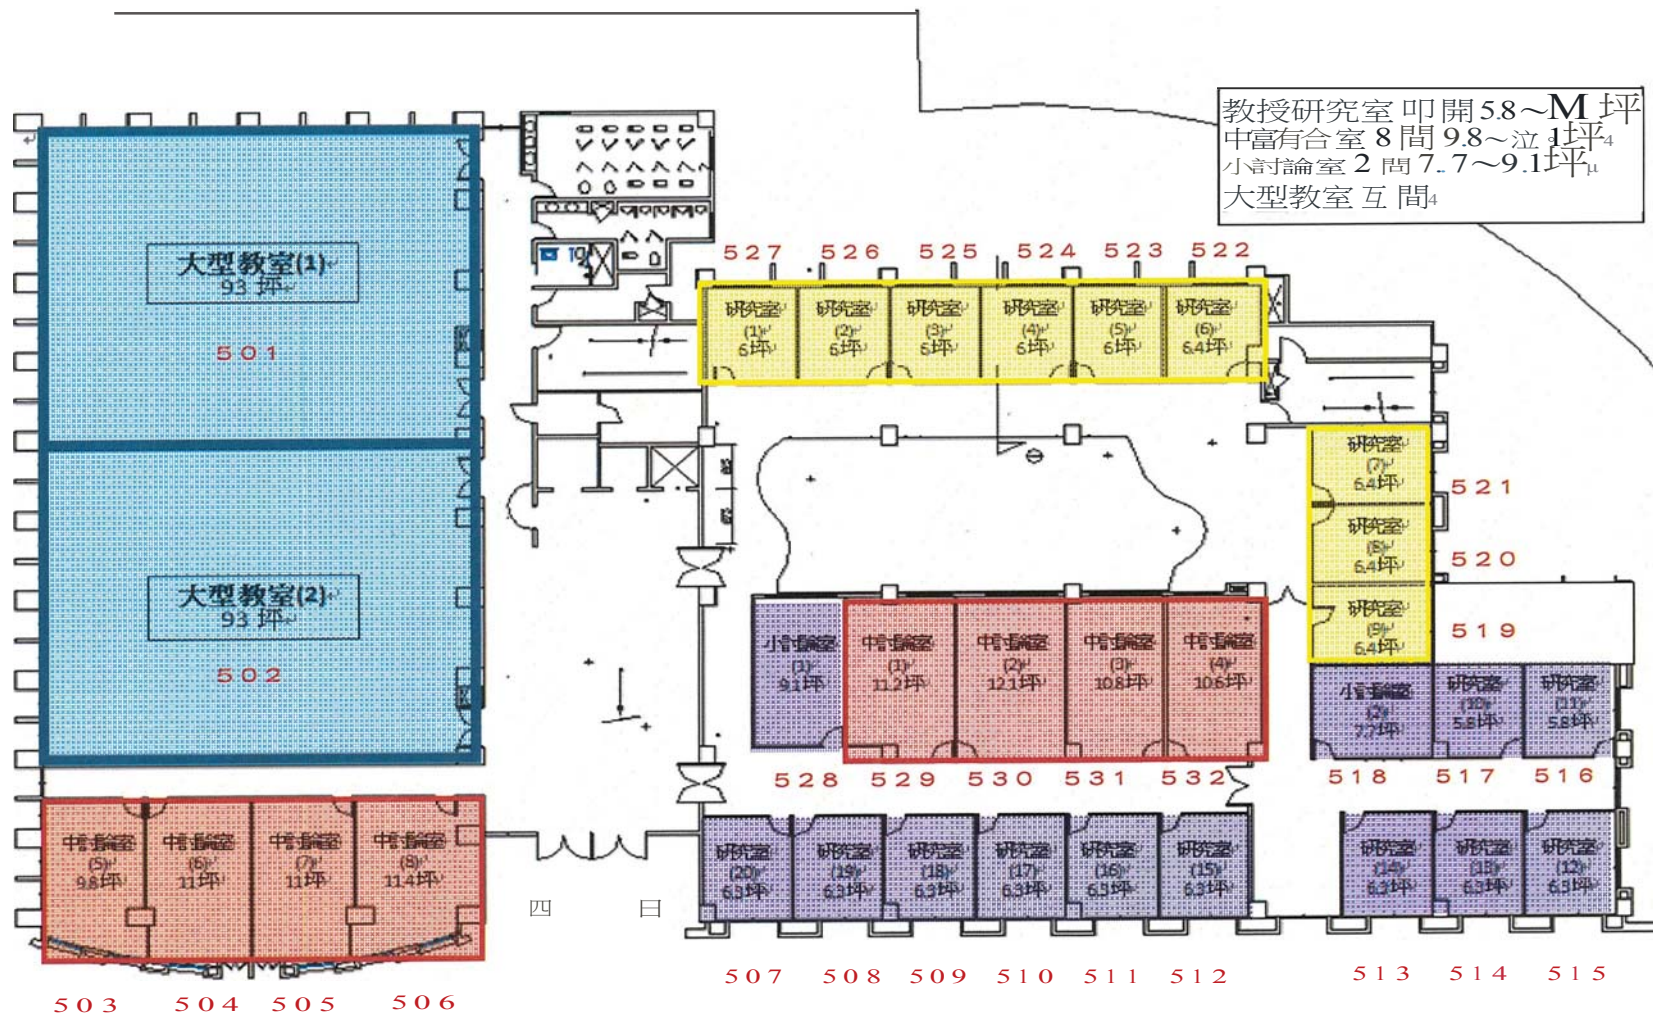 教授研究室 叩 開 5.8~M 坪
中富有合室 8 間 9.8~泣 1坪4
小討論室 2 問 7..7~9.1坪μ
大型教室 互 間4
527 526 525 524 523 522
研究室 研究室 研究室 研究室 研究室 研究室
(1) (2) (3) (4) (5) (6)
6坪 6坪 6坪 6坪 6坪 6.4坪
大型教室(1)
93 坪
501
研究室
(7)
6.4坪
521
研究室
(8)
6.4坪
520
研究室
(9)
6.4坪
519
大型教室(2)
93 坪
502
小討論室 中討論室 中討論室 中討論室 中討論室
(1) (1) (2) (3) (4)
9.1坪 11.2坪 12.1坪 10.8坪 10.6坪
小討論室 研究室 研究室
(2) (10) (11)
7.7坪 5.8坪 5.8坪
528 529 530 531 532 518 517 516
中討論室 中討論室 中討論室 中討論室
(5) (6) (7) (8)
9.8坪 11坪 11坪 11.4坪
研究室 研究室 研究室 研究室 研究室 研究室 研究室 研究室 研究室
(20) (19) (18) (17) (16) (15) (14) (13) (12)
6.3坪 6.3坪 6.3坪 6.3坪 6.3坪 6.3坪 6.3坪 6.3坪 6.3坪
四 日
507 508 509 510 511 512 513 514 515
503 504 505 506